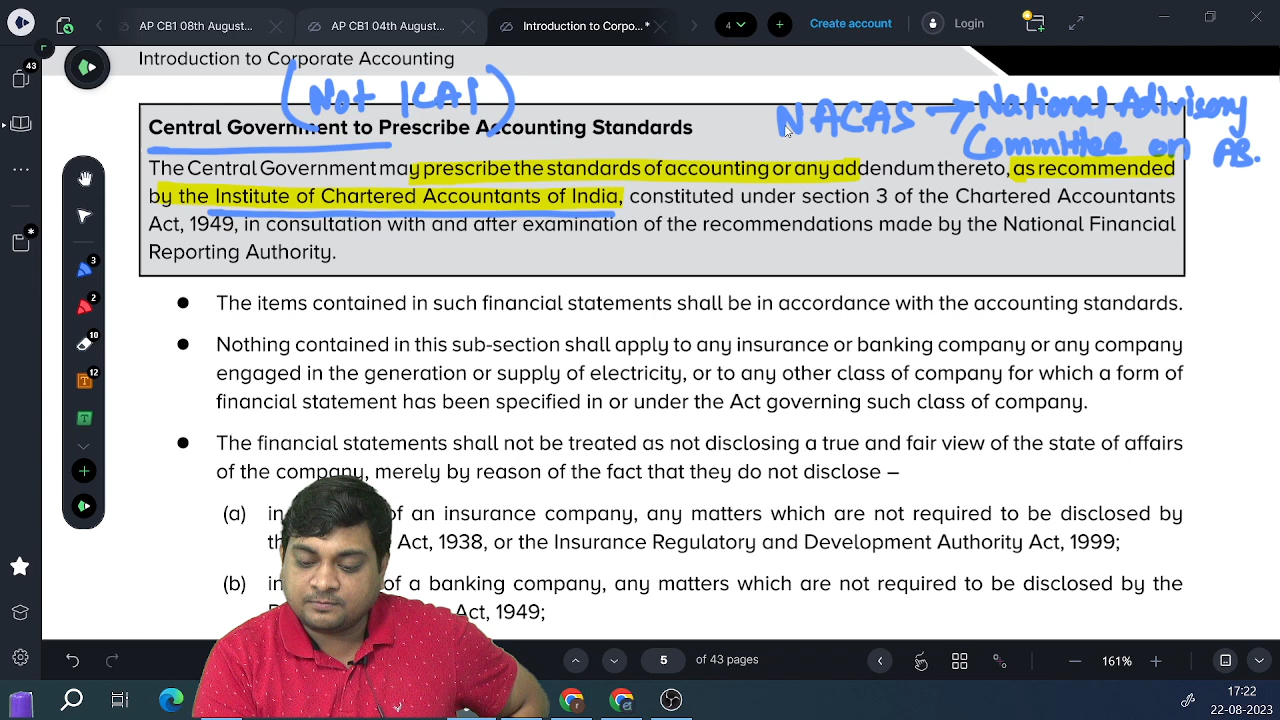 AP CB1 08th August...
AP CB1 04th August...
Introduction to Corpo... *
4
Create account
Login
43
Introduction to Corporate Accounting
(Not ICAI)
NACAS → National Advisory
Committee on AS.
Central Government to Prescribe Accounting Standards
The Central Government may prescribe the standards of accounting or any addendum thereto, as recommended
by the Institute of Chartered Accountants of India, constituted under section 3 of the Chartered Accountants
Act, 1949, in consultation with and after examination of the recommendations made by the National Financial
Reporting Authority.
3
2
10
12
• The items contained in such financial statements shall be in accordance with the accounting standards.
• Nothing contained in this sub-section shall apply to any insurance or banking company or any company
engaged in the generation or supply of electricity, or to any other class of company for which a form of
financial statement has been specified in or under the Act governing such class of company.
• The financial statements shall not be treated as not disclosing a true and fair view of the state of affairs
of the company, merely by reason of the fact that they do not disclose –
(a) in of an insurance company, any matters which are not required to be disclosed by
Act, 1938, or the Insurance Regulatory and Development Authority Act, 1999;
(b) in of a banking company, any matters which are not required to be disclosed by the
Act, 1949;
5 of 43 pages
161%
17:22
22-08-2023